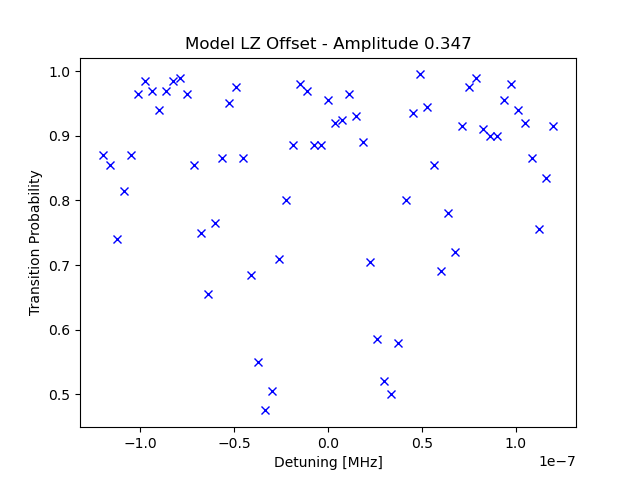 Model LZ Offset - Amplitude 0.347
1.0
0.9
0.8
0.7
0.6
0.5
Transition Probability
−1.0 −0.5 0.0 0.5 1.0
1e−7
Detuning [MHz]